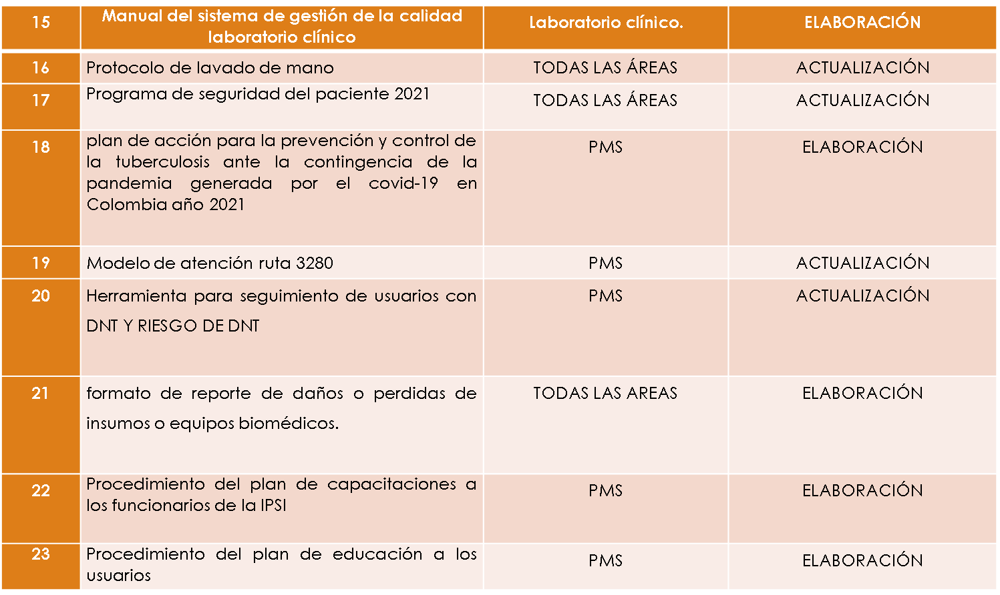 15 Manual del sistema de gestión de la calidad Laboratorio clínico. ELABORACIÓN
laboratorio clínico
16 Protocolo de lavado de mano TODAS LAS ÁREAS ACTUALIZACIÓN
17 Programa de seguridad del paciente 2021 TODAS LAS ÁREAS ACTUALIZACIÓN
18 plan de acción para la prevención y control de PMS ELABORACIÓN
la tuberculosis ante la contingencia de la
pandemia generada por el covid-19 en
Colombia año 2021
19 Modelo de atención ruta 3280 PMS ACTUALIZACIÓN
20 Herramienta para seguimiento de usuarios con PMS ACTUALIZACIÓN
DNT Y RIESGO DE DNT
21 formato de reporte de daños o perdidas de TODAS LAS AREAS ELABORACIÓN
insumos o equipos biomédicos.
22 Procedimiento del plan de capacitaciones a PMS ELABORACIÓN
los funcionarios de la IPSI
23 Procedimiento del plan de educación a los PMS ELABORACIÓN
usuarios